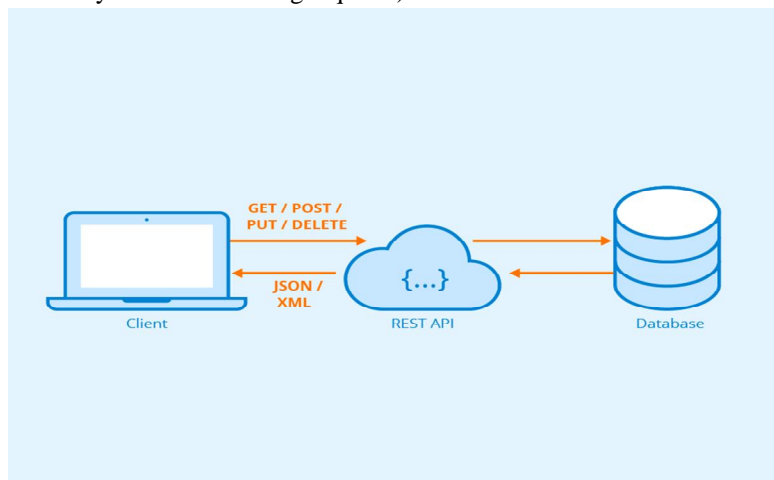 GET / POST /
PUT / DELETE
{...}
JSON /
XML
Client
REST API
Database